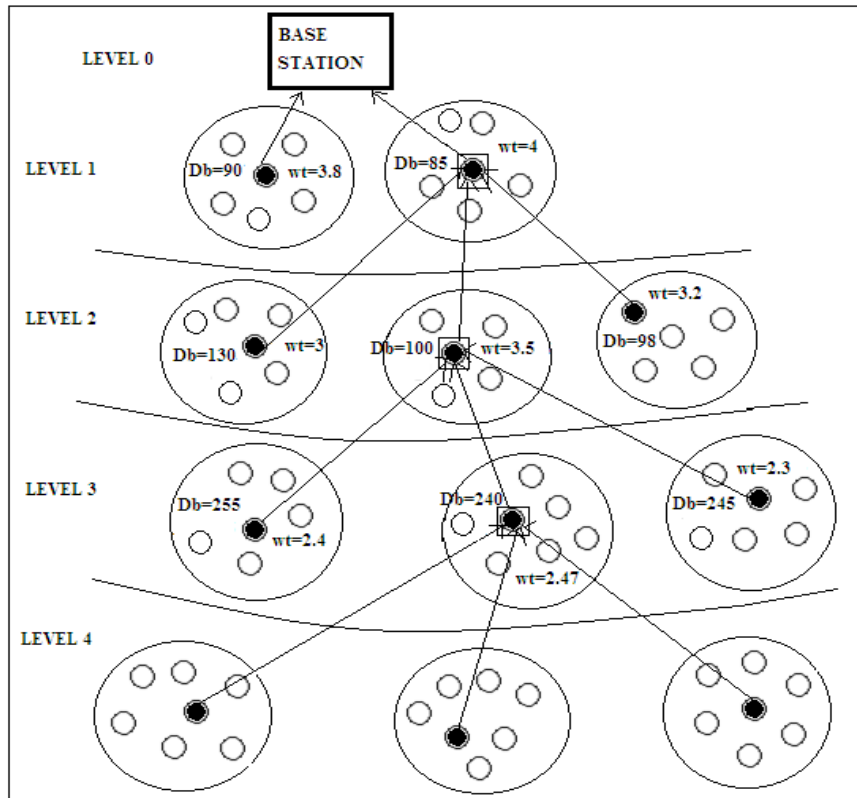 BASE
STATION
LEVEL 0
LEVEL 1
Db=90
wt=3.8
Db=85
wt=4
LEVEL 2
Db=130
wt=3
Db=100
wt=3.5
wt=3.2
Db=98
LEVEL 3
Db=255
wt=2.4
Db=240
wt=2.47
wt=2.3
Db=245
LEVEL 4